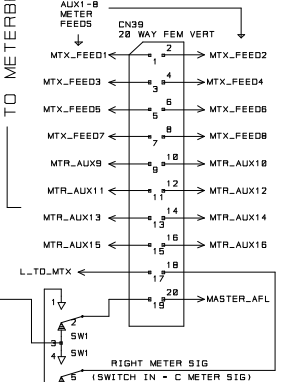 AUX1-8
METER
FEEDS
CN39
20 WAY FEM VERT
TO METERBR
MTX_FEED1 1 2 MTX_FEED2
MTX_FEED3 3 4 MTX_FEED4
MTX_FEED5 5 6 MTX_FEED6
MTX_FEED7 7 8 MTX_FEED8
MTR_AUX9 9 10 MTR_AUX10
MTR_AUX11 11 12 MTR_AUX12
MTR_AUX13 13 14 MTR_AUX14
MTR_AUX15 15 16 MTR_AUX16
L_TO_MTX 17 18
19 20 MASTER_AFL
1
2
SW1
3
4 SW1
5
RIGHT METER SIG
(SWITCH IN - C METER SIG)